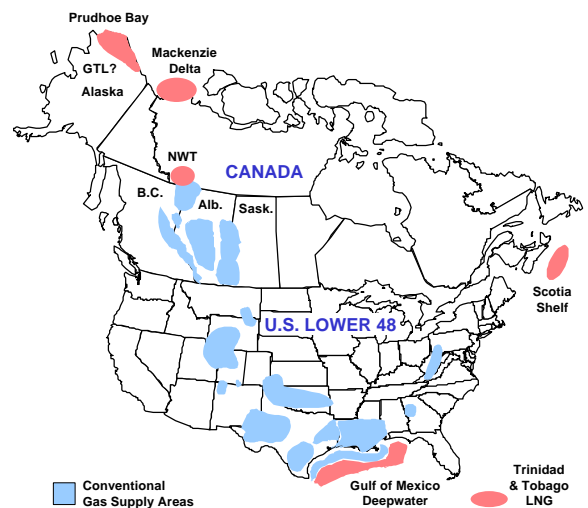 Prudhoe Bay
GTL?
Alaska
Mackenzie
Delta
NWT
CANADA
B.C.
Alb.
Sask.
Scotia
Shelf
U.S. LOWER 48
Conventional
Gas Supply Areas
Gulf of Mexico
Deepwater
Trinidad
& Tobago
LNG